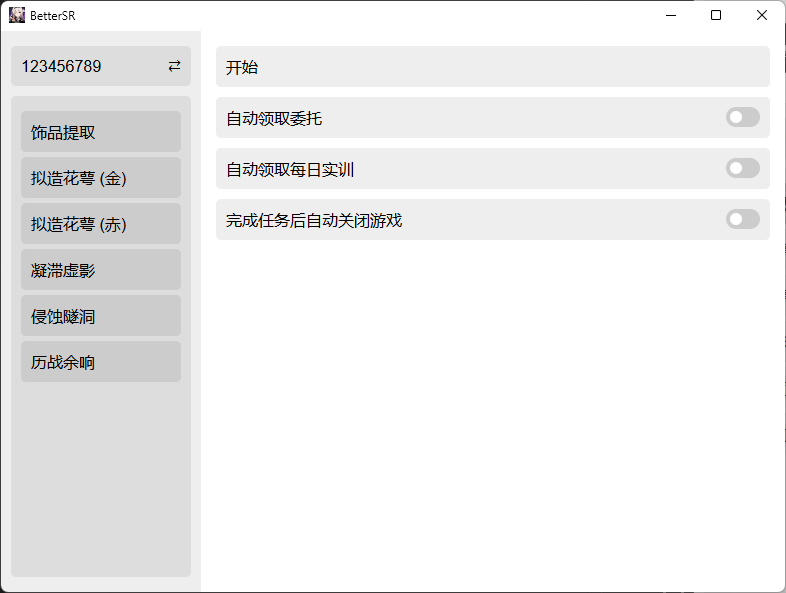 BetterSR
123456789
饰品提取
拟造花萼 (金)
拟造花萼 (赤)
凝滞虚影
侵蚀隧洞
历战余响
开始
自动领取委托
自动领取每日实训
完成任务后自动关闭游戏